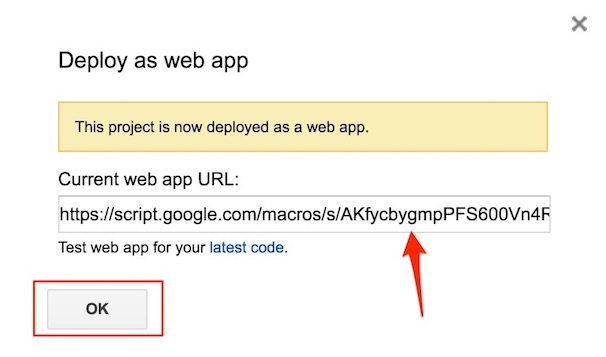 Deploy as web app
This project is now deployed as a web app.
Current web app URL:
https://script.google.com/macros/s/AKfycbygmpPFS600Vn4R
Test web app for your latest code.
OK